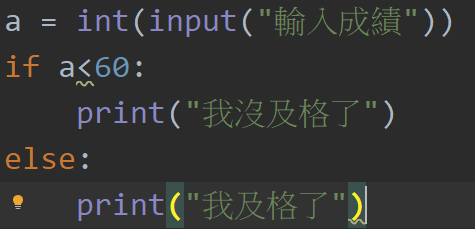 a = int(input("輸入成績"))
if a<60:
    print("我沒及格了")
else:
    print("我及格了")